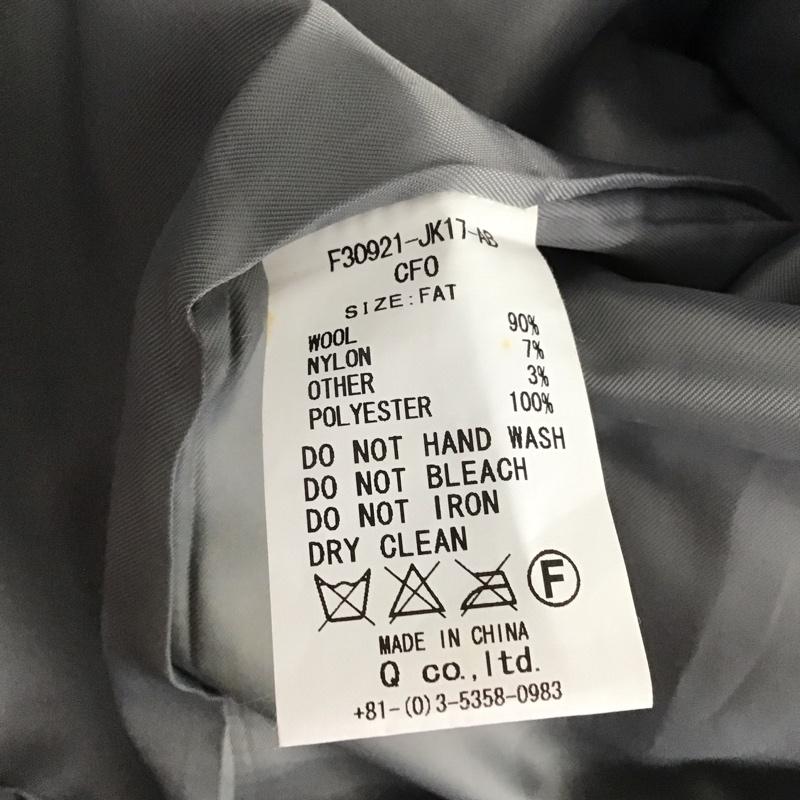 F30921-JK17-AB
CFO
SIZE:FAT
WOOL 90%
NYLON 7%
OTHER 3%
POLYESTER 100%
DO NOT HAND WASH
DO NOT BLEACH
DO NOT IRON
DRY CLEAN
F
MADE IN CHINA
Q co.,ltd.
+81-(0)3-5358-0983